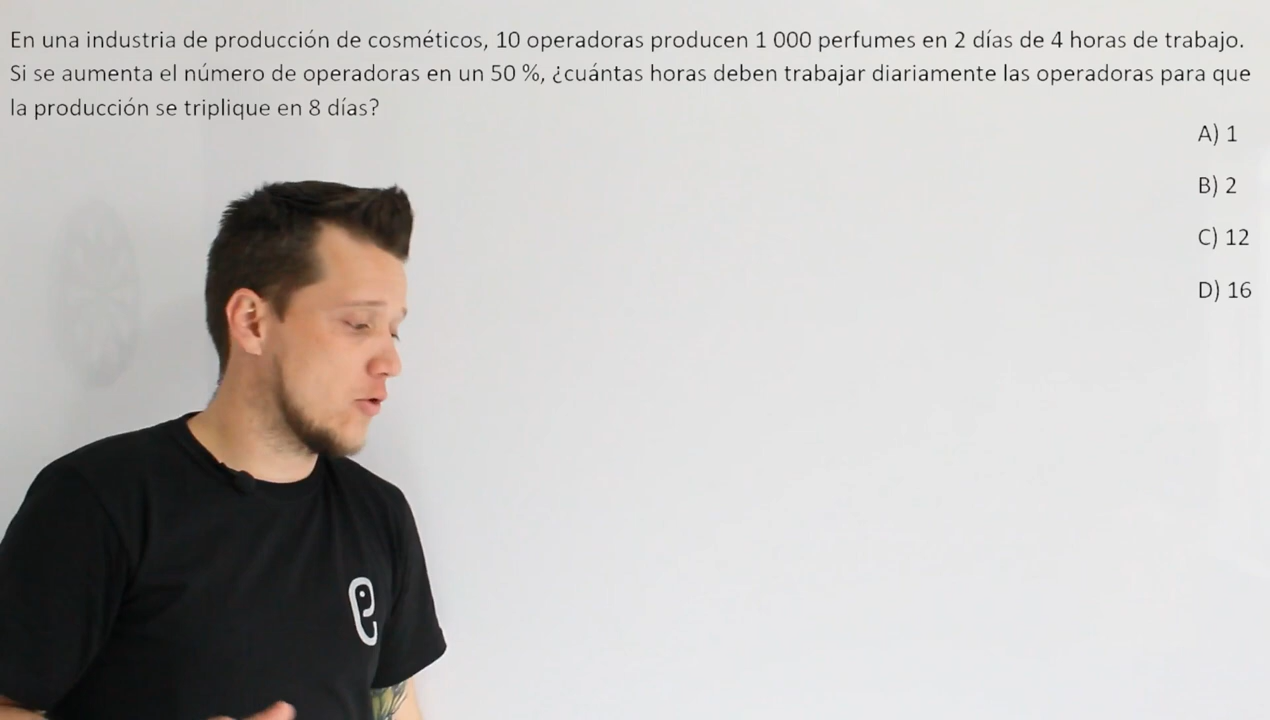 En una industria de producción de cosméticos, 10 operadoras producen 1 000 perfumes en 2 días de 4 horas de trabajo.
Si se aumenta el número de operadoras en un 50 %, ¿cuántas horas deben trabajar diariamente las operadoras para que
la producción se triplique en 8 días?
A) 1
B) 2
C) 12
D) 16